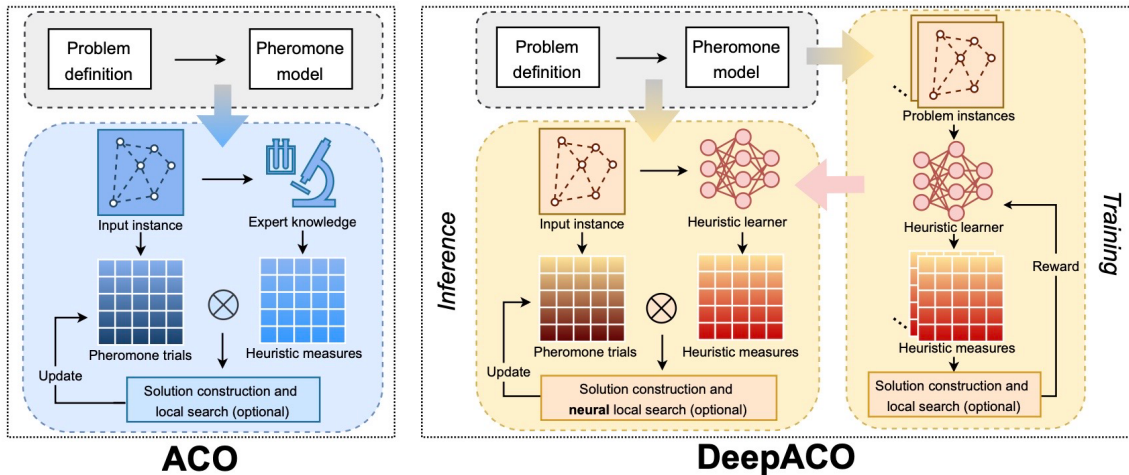 Problem
definition
Pheromone
model
Input instance
Expert knowledge
Pheromone trials
Heuristic measures
Update
Solution construction and
local search (optional)
ACO
Problem
definition
Pheromone
model
Inference
Input instance
Heuristic learner
Pheromone trials
Heuristic measures
Update
Solution construction and
neural local search (optional)
Problem instances
Heuristic learner
Reward
Training
Heuristic measures
Solution construction and
local search (optional)
DeepACO